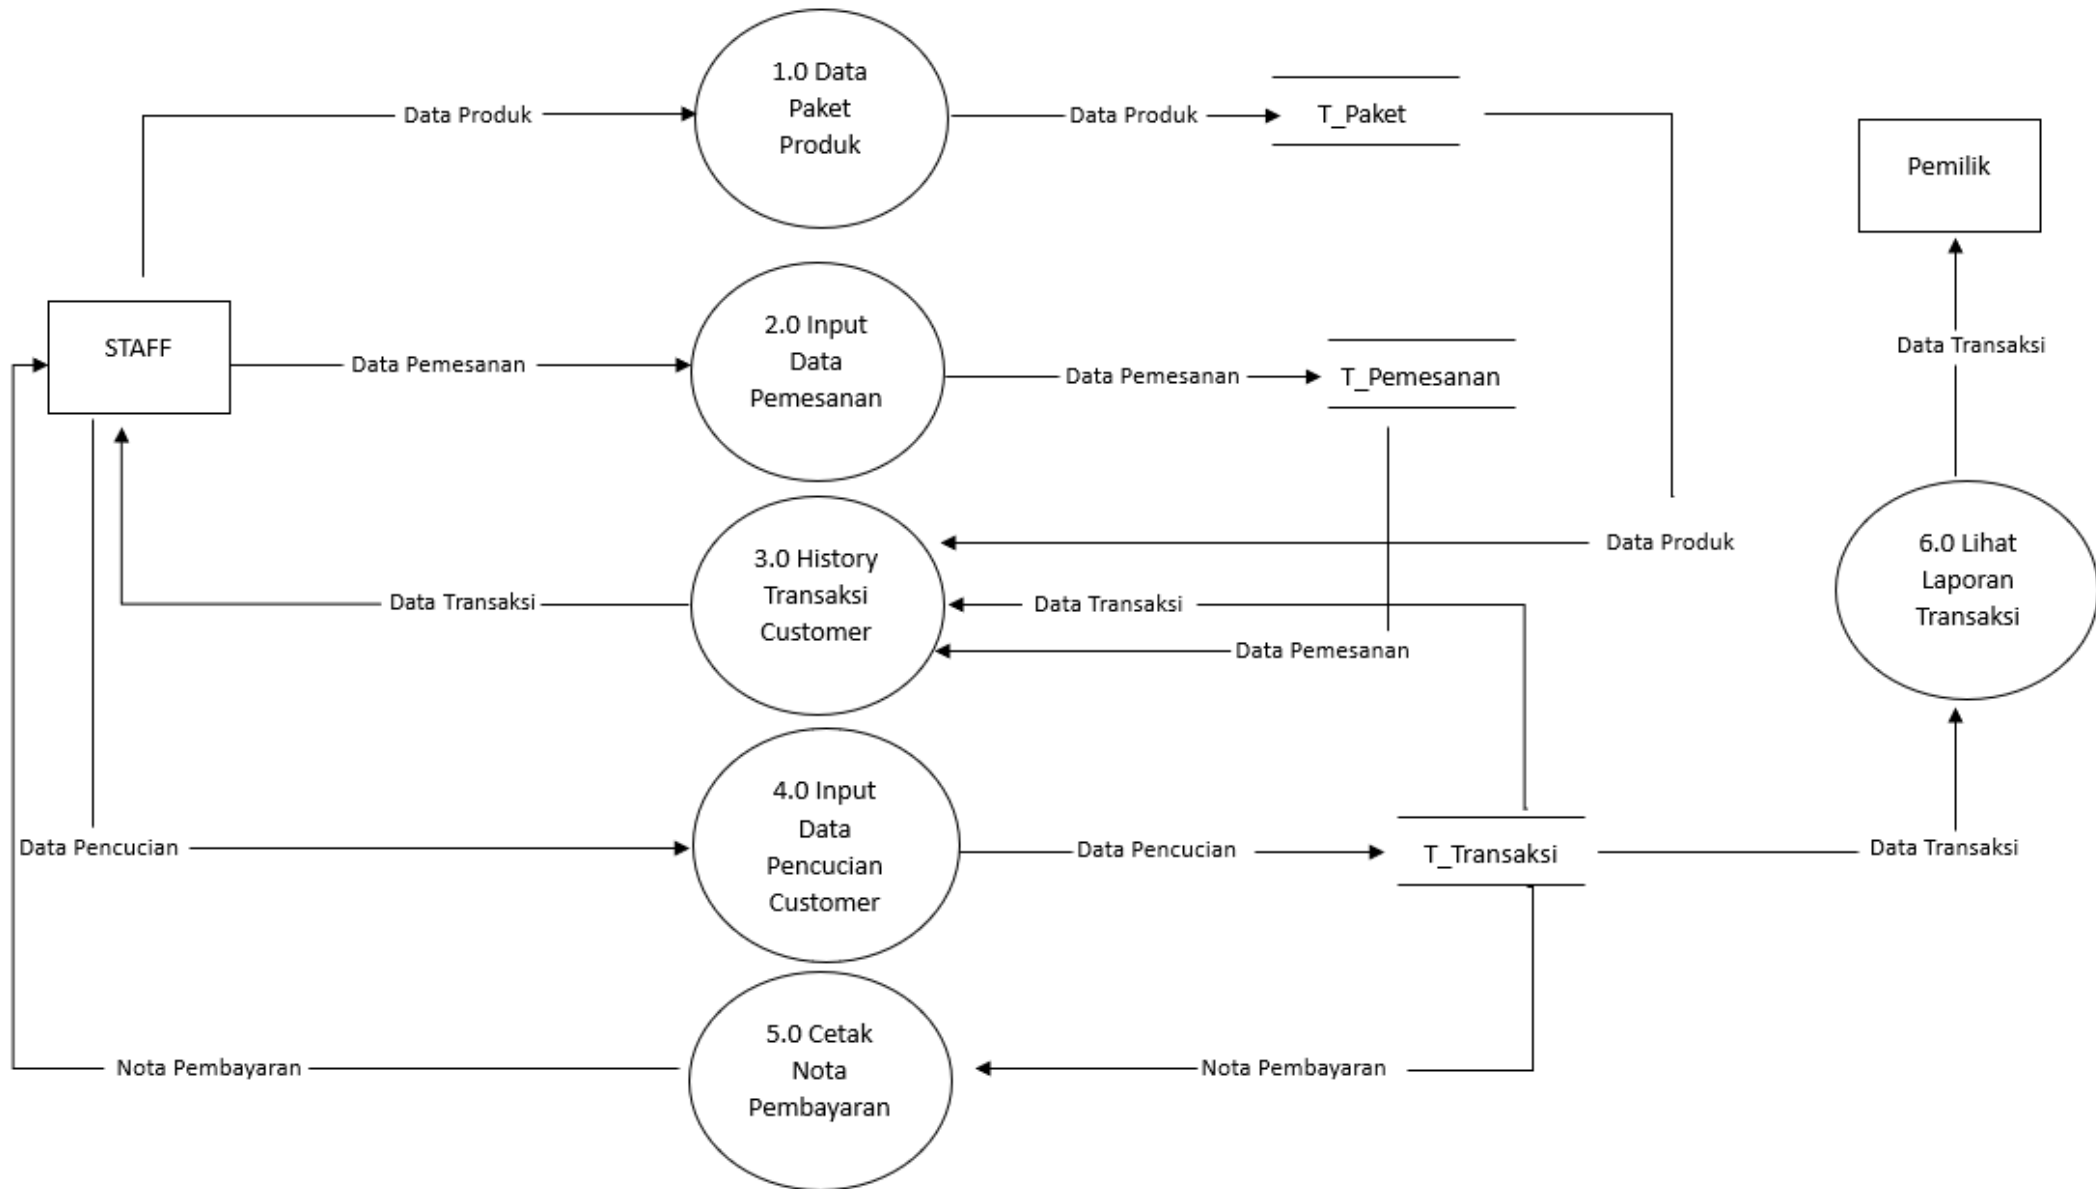 1.0 Data
Paket
Produk
Data Produk
Data Produk
T_Paket
Pemilik
STAFF
Data Pemesanan
2.0 Input
Data
Pemesanan
Data Pemesanan
T_Pemesanan
Data Transaksi
3.0 History
Transaksi
Customer
Data Produk
Data Transaksi
Data Transaksi
Data Pemesanan
6.0 Lihat
Laporan
Transaksi
4.0 Input
Data
Pencucian
Customer
Data Pencucian
Data Pencucian
T_Transaksi
Data Transaksi
5.0 Cetak
Nota
Pembayaran
Nota Pembayaran
Nota Pembayaran